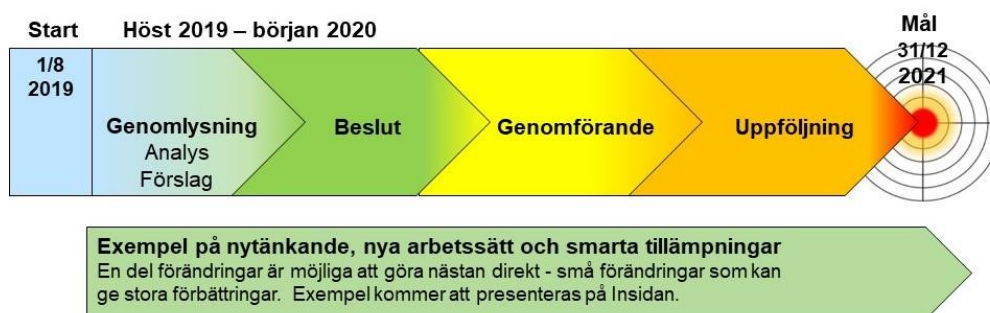 Start Höst 2019 – början 2020
Mål
31/12
2021
1/8
2019
Genomlysning
Analys
Förslag
Beslut
Genomförande
Uppföljning
Exempel på nytänkande, nya arbetssätt och smarta tillämpningar
En del förändringar är möjliga att göra nästan direkt - små förändringar som kan
ge stora förbättringar. Exempel kommer att presenteras på Insidan.